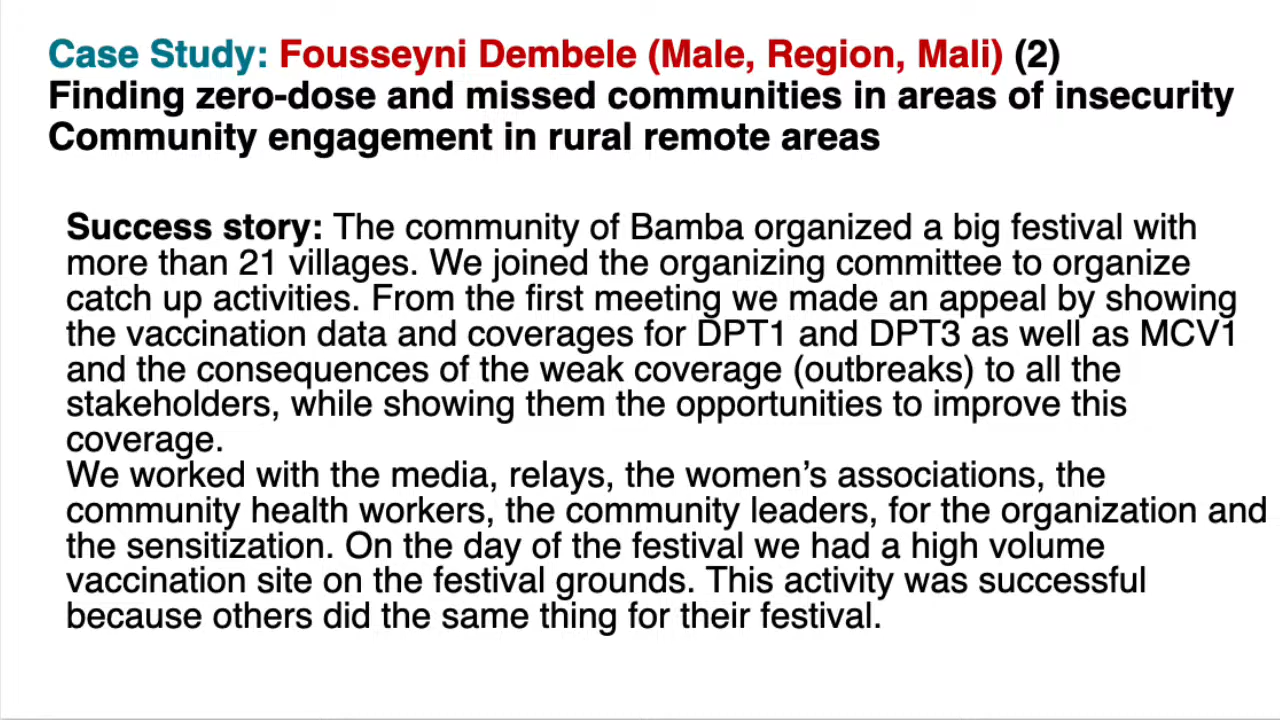 Case Study: Fousseyni Dembele (Male, Region, Mali) (2)
Finding zero-dose and missed communities in areas of insecurity
Community engagement in rural remote areas
Success story: The community of Bamba organized a big festival with
more than 21 villages. We joined the organizing committee to organize
catch up activities. From the first meeting we made an appeal by showing
the vaccination data and coverages for DPT1 and DPT3 as well as MCV1
and the consequences of the weak coverage (outbreaks) to all the
stakeholders, while showing them the opportunities to improve this
coverage.
We worked with the media, relays, the women’s associations, the
community health workers, the community leaders, for the organization and
the sensitization. On the day of the festival we had a high volume
vaccination site on the festival grounds. This activity was successful
because others did the same thing for their festival.